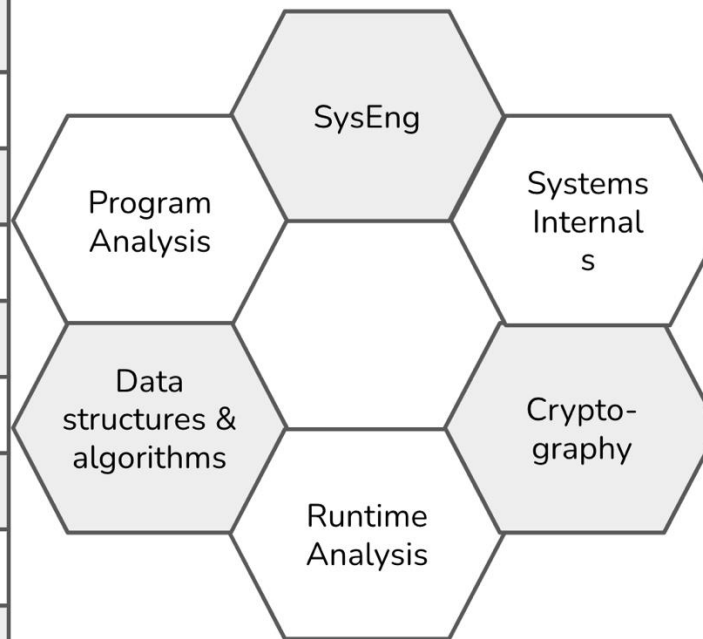 SysEng
Program
Analysis
Systems
Internal
s
Data
structures &
algorithms
Crypto-
graphy
Runtime
Analysis